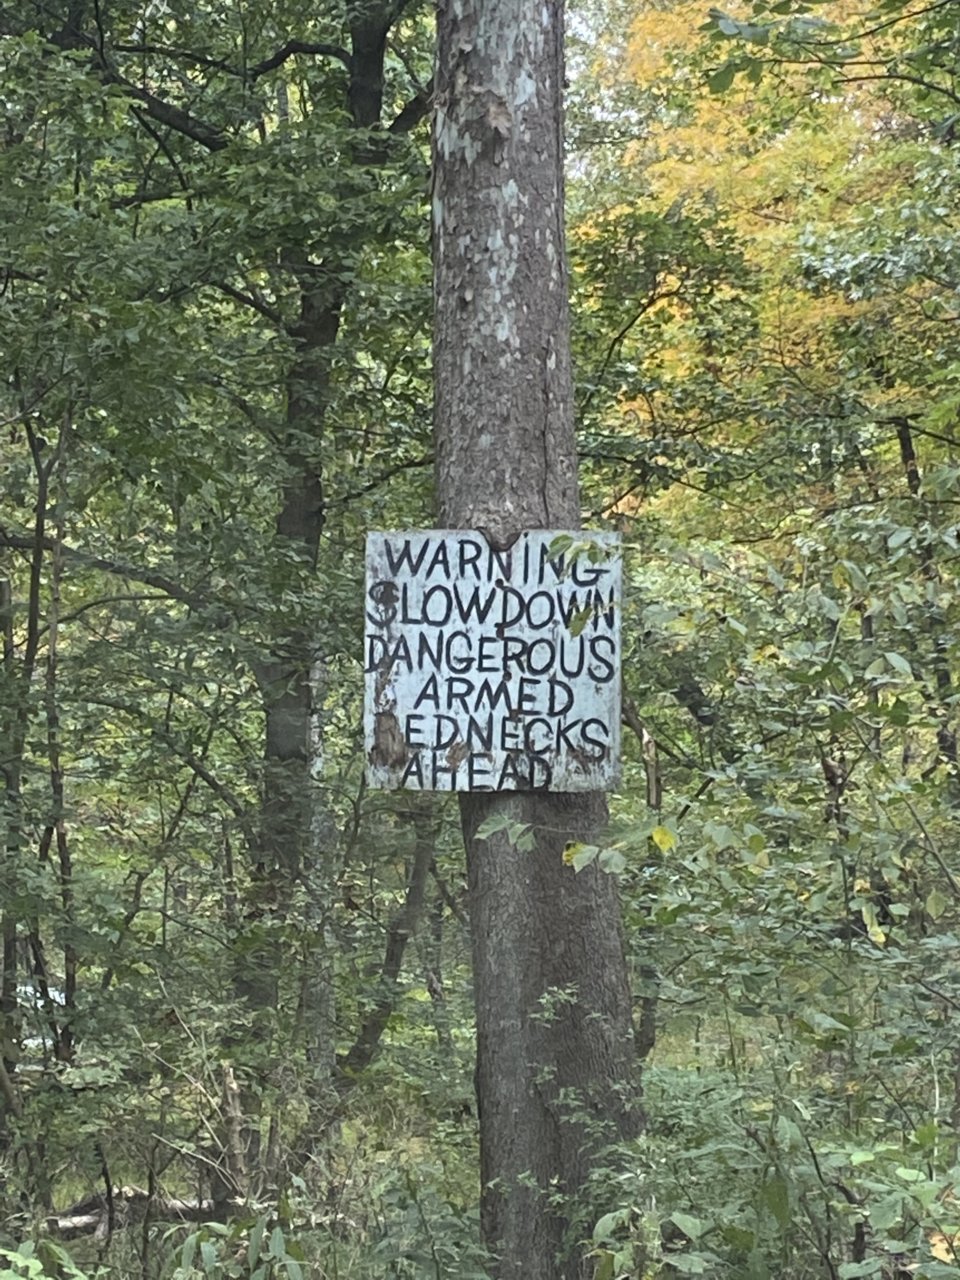 WARNING
SLOWDOWN
DANGEROUS
ARMED
EDNECKS
AHEAD